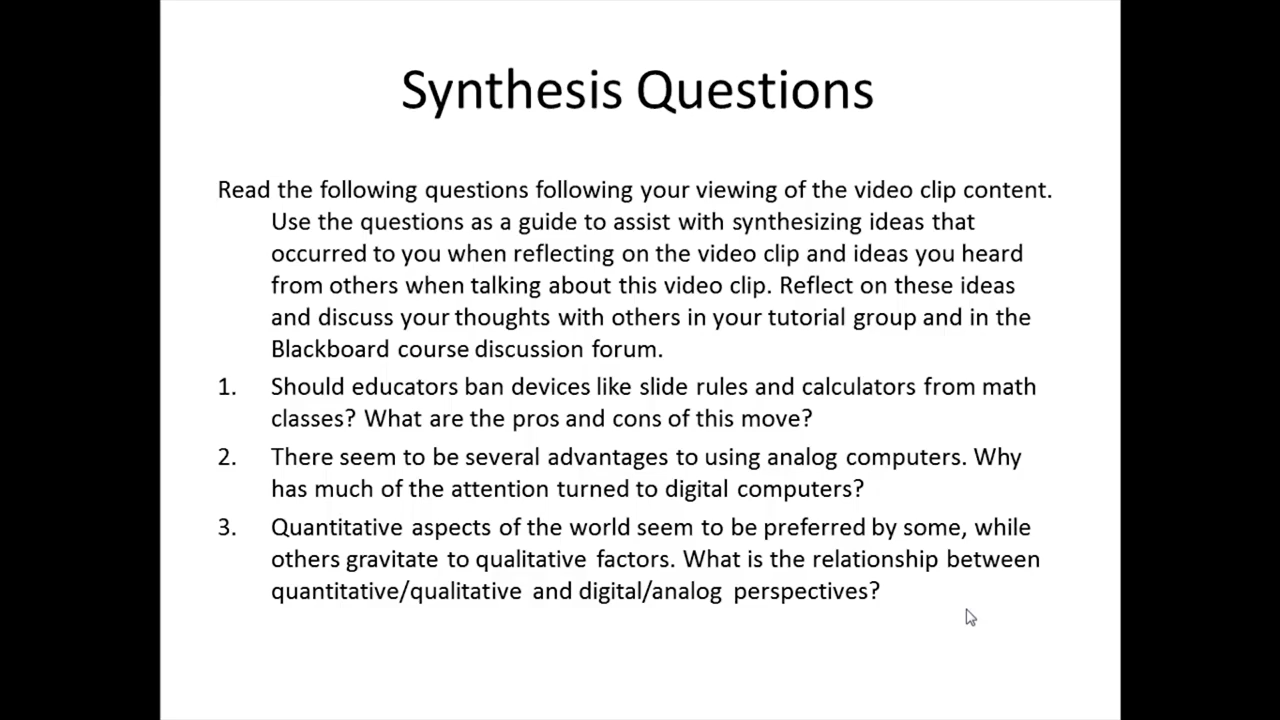 Synthesis Questions
Read the following questions following your viewing of the video clip content.
Use the questions as a guide to assist with synthesizing ideas that
occurred to you when reflecting on the video clip and ideas you heard
from others when talking about this video clip. Reflect on these ideas
and discuss your thoughts with others in your tutorial group and in the
Blackboard course discussion forum.
1. Should educators ban devices like slide rules and calculators from math
classes? What are the pros and cons of this move?
2. There seem to be several advantages to using analog computers. Why
has much of the attention turned to digital computers?
3. Quantitative aspects of the world seem to be preferred by some, while
others gravitate to qualitative factors. What is the relationship between
quantitative/qualitative and digital/analog perspectives?